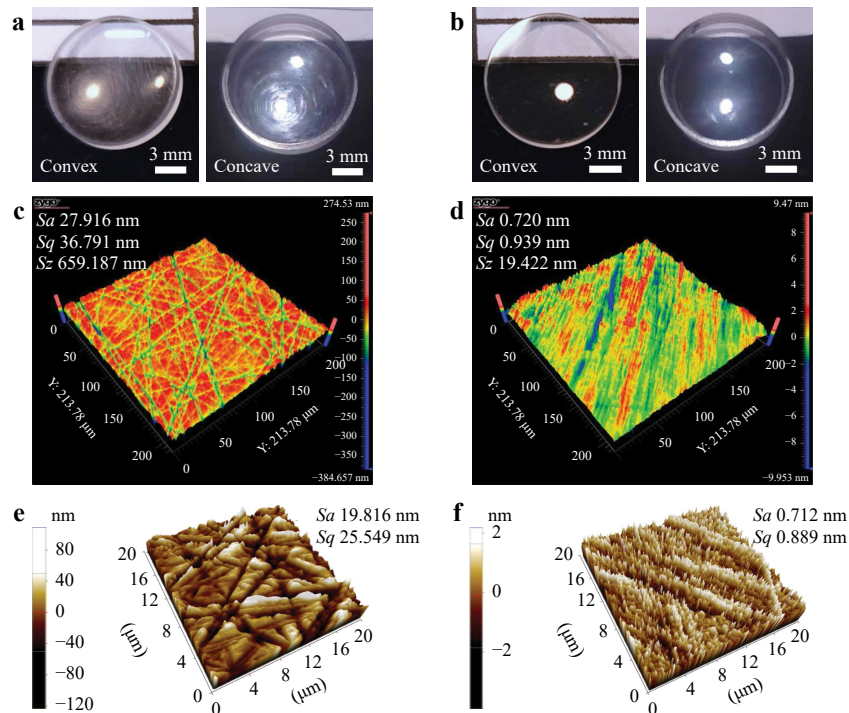 a
b
Convex
3 mm
Concave
3 mm
Convex
3 mm
Concave
3 mm
c
zygo
Sa 27.916 nm
Sq 36.791 nm
Sz 659.187 nm
274.53 nm
250
200
150
100
50
0
−50
−100
−150
−200
−250
−300
−350
−384.657 nm
0
50
100
150
200
Y: 213.78 μm
0
50
100
150
200
Y: 213.78 μm
d
zygo
Sa 0.720 nm
Sq 0.939 nm
Sz 19.422 nm
9.47 nm
8
6
4
2
0
−2
−4
−6
−8
−9.953 nm
0
50
100
150
200
Y: 213.78 μm
0
50
100
150
200
Y: 213.78 μm
e
nm
80
40
0
−40
−80
−120
Sa 19.816 nm
Sq 25.549 nm
20
16
12
8
4
0
(μm)
0
4
8
12
16
20
(μm)
f
nm
2
0
−2
Sa 0.712 nm
Sq 0.889 nm
20
16
12
8
4
0
(μm)
0
4
8
12
16
20
(μm)